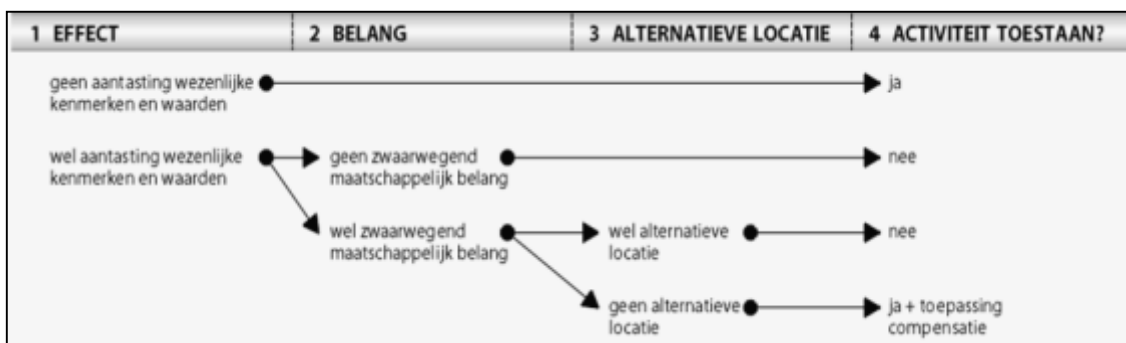 1 EFFECT
2 BELANG
3 ALTERNATIEVE LOCATIE
4 ACTIVITEIT TOESTAAN?
geen aantasting wezenlijke
kenmerken en waarden
ja
wel aantasting wezenlijke
kenmerken en waarden
geen zwaarwegend
maatschappelijk belang
nee
wel zwaarwegend
maatschappelijk belang
wel alternatieve
locatie
nee
geen alternatieve
locatie
ja + toepassing
compensatie